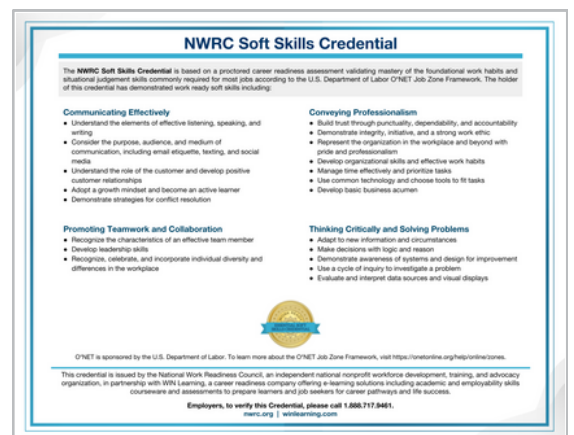 NWRC Soft Skills Credential
The NWRC Soft Skills Credential is based on a proctored career readiness assessment validating mastery of the foundational work habits and
situational judgement skills commonly required for most jobs according to the U.S. Department of Labor O*NET Job Zone Framework. The holder
of this credential has demonstrated work ready soft skills including:
Communicating Effectively
● Understand the elements of effective listening, speaking, and
writing
● Consider the purpose, audience, and medium of
communication, including email etiquette, texting, and social
media
● Understand the role of the customer and develop positive
customer relationships
● Adopt a growth mindset and become an active learner
● Demonstrate strategies for conflict resolution
Conveying Professionalism
● Build trust through punctuality, dependability, and accountability
● Demonstrate integrity, initiative, and a strong work ethic
● Represent the organization in the workplace and beyond with
pride and professionalism
● Develop organizational skills and effective work habits
● Manage time effectively and prioritize tasks
● Use common technology and choose tools to fit tasks
● Develop basic business acumen
Promoting Teamwork and Collaboration
● Recognize the characteristics of an effective team member
● Develop leadership skills
● Recognize, celebrate, and incorporate individual diversity and
differences in the workplace
Thinking Critically and Solving Problems
● Adapt to new information and circumstances
● Make decisions with logic and reason
● Demonstrate awareness of systems and design for improvement
● Use a cycle of inquiry to investigate a problem
● Evaluate and interpret data sources and visual displays
O*NET is sponsored by the U.S. Department of Labor. To learn more about the O*NET Job Zone Framework, visit https://onetonline.org/help/online/zones.
This credential is issued by the National Work Readiness Council, an independent national nonprofit workforce development, training, and advocacy
organization, in partnership with WIN Learning, a career readiness company offering e-learning solutions including academic and employability skills
courseware and assessments to prepare learners and job seekers for career pathways and life success.
Employers, to verify this Credential, please call 1.888.717.9461.
nwrc.org | winlearning.com